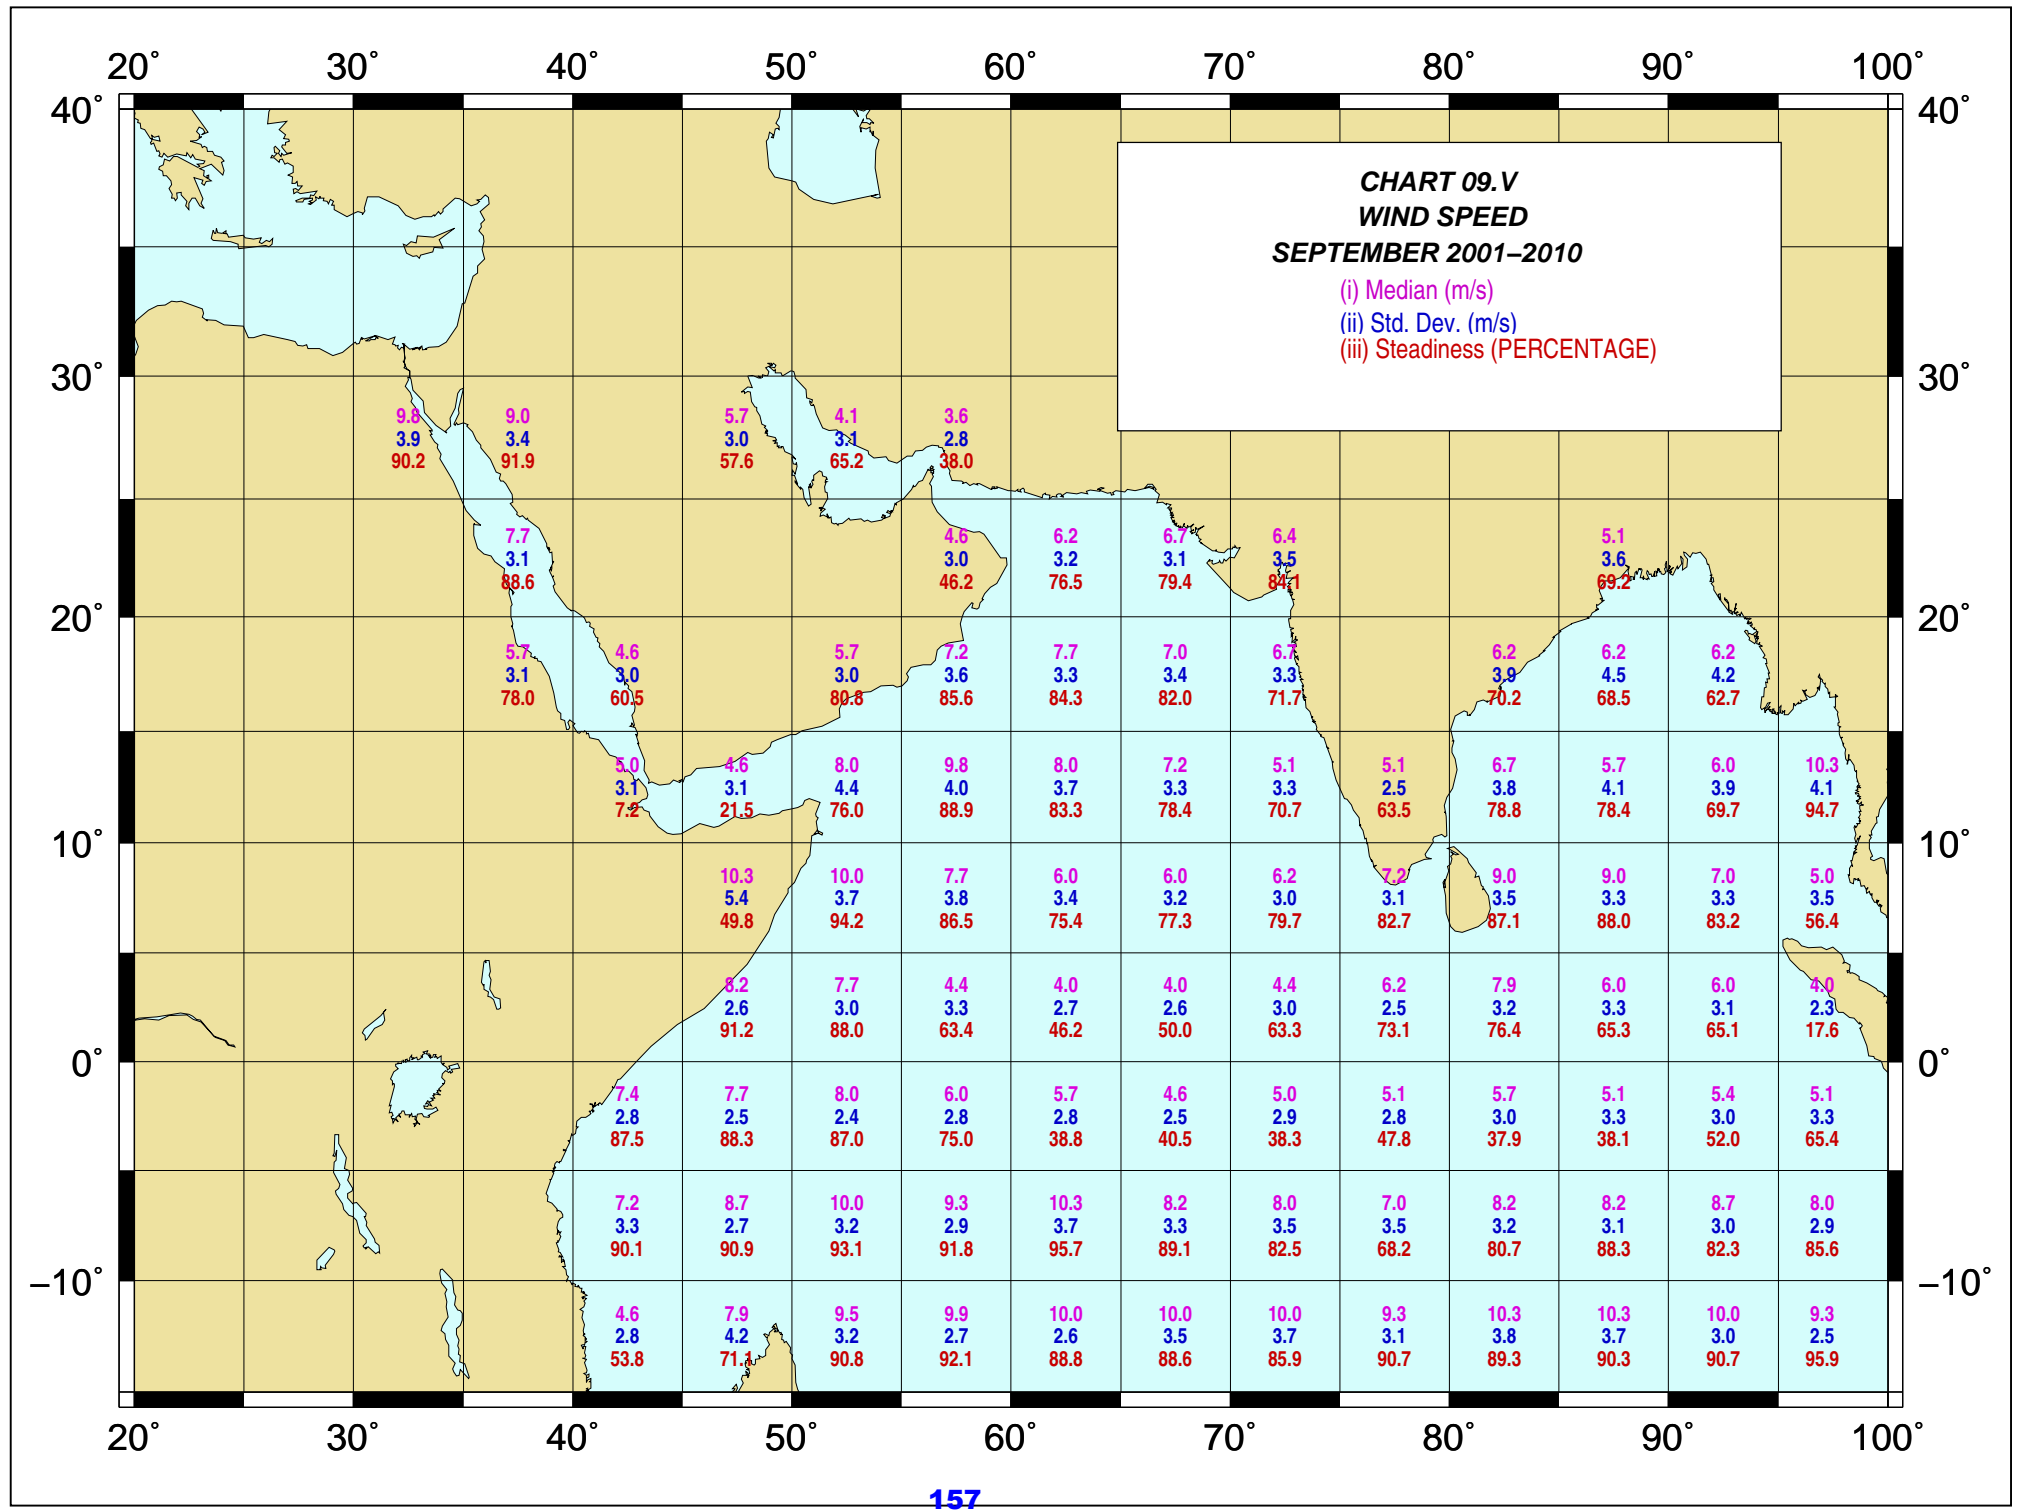 20° 30° 40° 50° 60° 70° 80° 90° 100°
40° 40°
CHART 09.V
WIND SPEED
SEPTEMBER 2001–2010
(i) Median (m/s)
(ii) Std. Dev. (m/s)
(iii) Steadiness (PERCENTAGE)
30° 30°
9.8 9.0 5.7 4.1 3.6
3.9 3.4 3.0 3.1 2.8
90.2 91.9 57.6 65.2 38.0
7.7 4.6 6.2 6.7 6.4 5.1
3.1 3.0 3.2 3.1 3.5 3.6
88.6 46.2 76.5 79.4 84.1 69.2
20° 20°
5.7 4.6 5.7 7.2 7.7 7.0 6.7 6.2 6.2 6.2
3.1 3.0 3.0 3.6 3.3 3.4 3.3 3.9 4.5 4.2
78.0 60.5 80.8 85.6 84.3 82.0 71.7 70.2 68.5 62.7
5.0 4.6 8.0 9.8 8.0 7.2 5.1 5.1 6.7 5.7 6.0 10.3
3.1 3.1 4.4 4.0 3.7 3.3 3.3 2.5 3.8 4.1 3.9 4.1
7.2 21.5 76.0 88.9 83.3 78.4 70.7 63.5 78.8 78.4 69.7 94.7
10° 10°
10.3 10.0 7.7 6.0 6.0 6.2 7.2 9.0 9.0 7.0 5.0
5.4 3.7 3.8 3.4 3.2 3.0 3.1 3.5 3.3 3.3 3.5
49.8 94.2 86.5 75.4 77.3 79.7 82.7 87.1 88.0 83.2 56.4
8.2 7.7 4.4 4.0 4.0 4.4 6.2 7.9 6.0 6.0 4.0
2.6 3.0 3.3 2.7 2.6 3.0 2.5 3.2 3.3 3.1 2.3
91.2 88.0 63.4 46.2 50.0 63.3 73.1 76.4 65.3 65.1 17.6
0° 0°
7.4 7.7 8.0 6.0 5.7 4.6 5.0 5.1 5.7 5.1 5.4 5.1
2.8 2.5 2.4 2.8 2.8 2.5 2.9 2.8 3.0 3.3 3.0 3.3
87.5 88.3 87.0 75.0 38.8 40.5 38.3 47.8 37.9 38.1 52.0 65.4
7.2 8.7 10.0 9.3 10.3 8.2 8.0 7.0 8.2 8.2 8.7 8.0
3.3 2.7 3.2 2.9 3.7 3.3 3.5 3.5 3.2 3.1 3.0 2.9
90.1 90.9 93.1 91.8 95.7 89.1 82.5 68.2 80.7 88.3 82.3 85.6
–10° –10°
4.6 7.9 9.5 9.9 10.0 10.0 10.0 9.3 10.3 10.3 10.0 9.3
2.8 4.2 3.2 2.7 2.6 3.5 3.7 3.1 3.8 3.7 3.0 2.5
53.8 71.1 90.8 92.1 88.8 88.6 85.9 90.7 89.3 90.3 90.7 95.9
20° 30° 40° 50° 60° 70° 80° 90° 100°
157